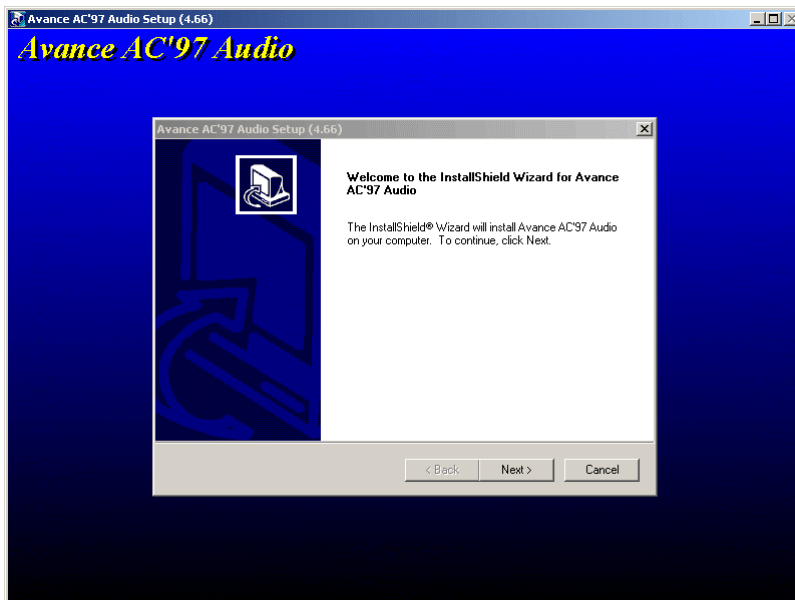 Avance AC'97 Audio Setup (4.66)
Avance AC'97 Audio
Avance AC'97 Audio Setup (4.66)
Welcome to the InstallShield Wizard for Avance
AC'97 Audio
The InstallShield® Wizard will install Avance AC'97 Audio
on your computer. To continue, click Next.
< Back Next > Cancel